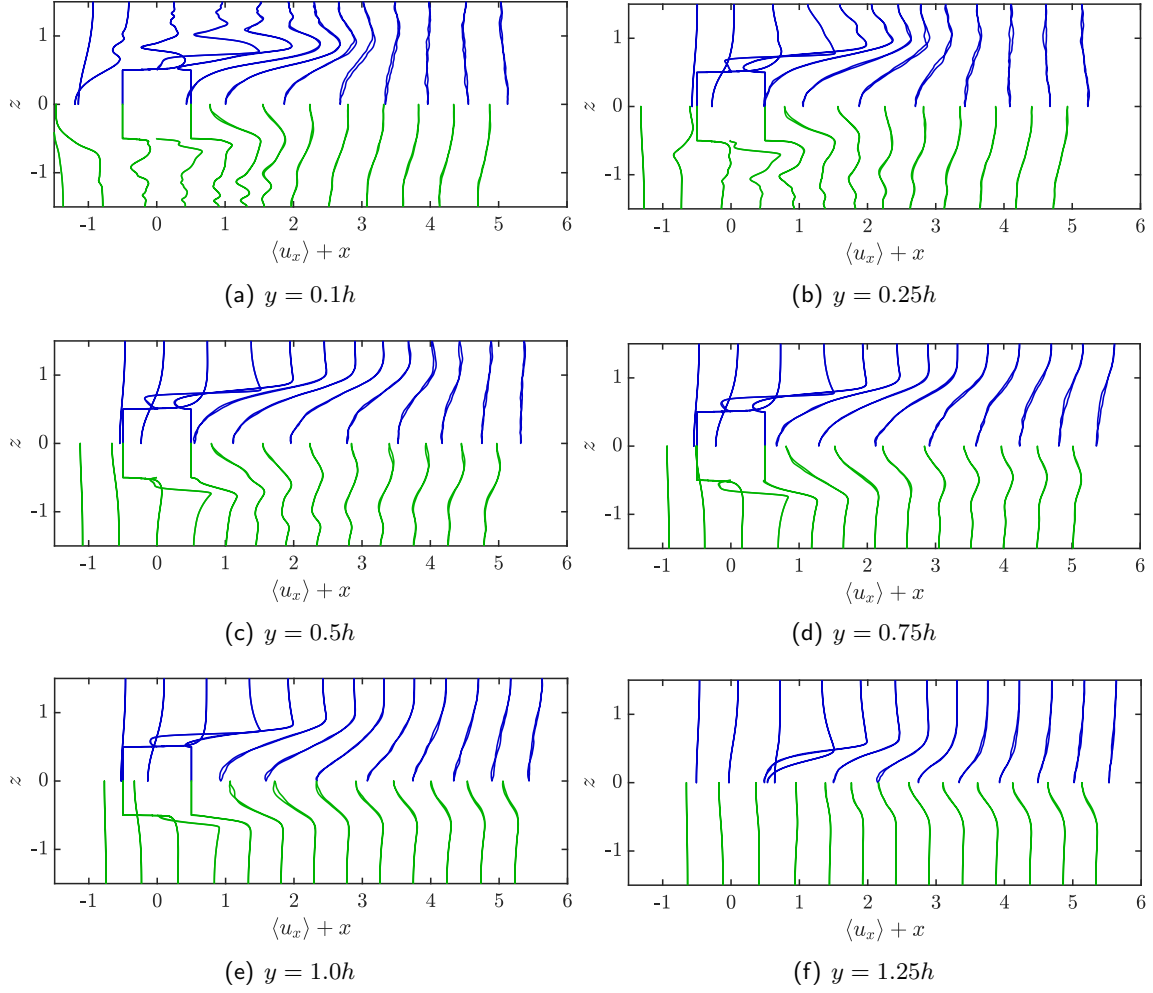 1
0
-1
z
-1 0 1 2 3 4 5 6
⟨u_x⟩ + x
(a) y = 0.1h
1
0
-1
z
-1 0 1 2 3 4 5 6
⟨u_x⟩ + x
(b) y = 0.25h
1
0
-1
z
-1 0 1 2 3 4 5 6
⟨u_x⟩ + x
(c) y = 0.5h
1
0
-1
z
-1 0 1 2 3 4 5 6
⟨u_x⟩ + x
(d) y = 0.75h
1
0
-1
z
-1 0 1 2 3 4 5 6
⟨u_x⟩ + x
(e) y = 1.0h
1
0
-1
z
-1 0 1 2 3 4 5 6
⟨u_x⟩ + x
(f) y = 1.25h